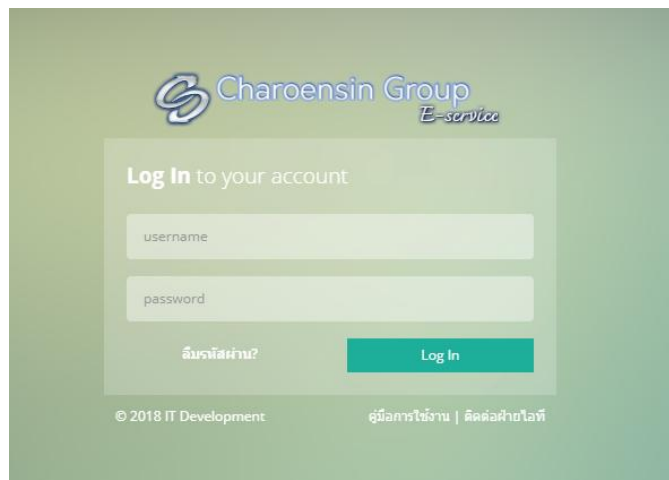 Charoensin Group
E-service
Log In to your account
username
password
ลืมรหัสผ่าน? Log In
© 2018 IT Development คู่มือการใช้งาน | ติดต่อฝ่ายไอที